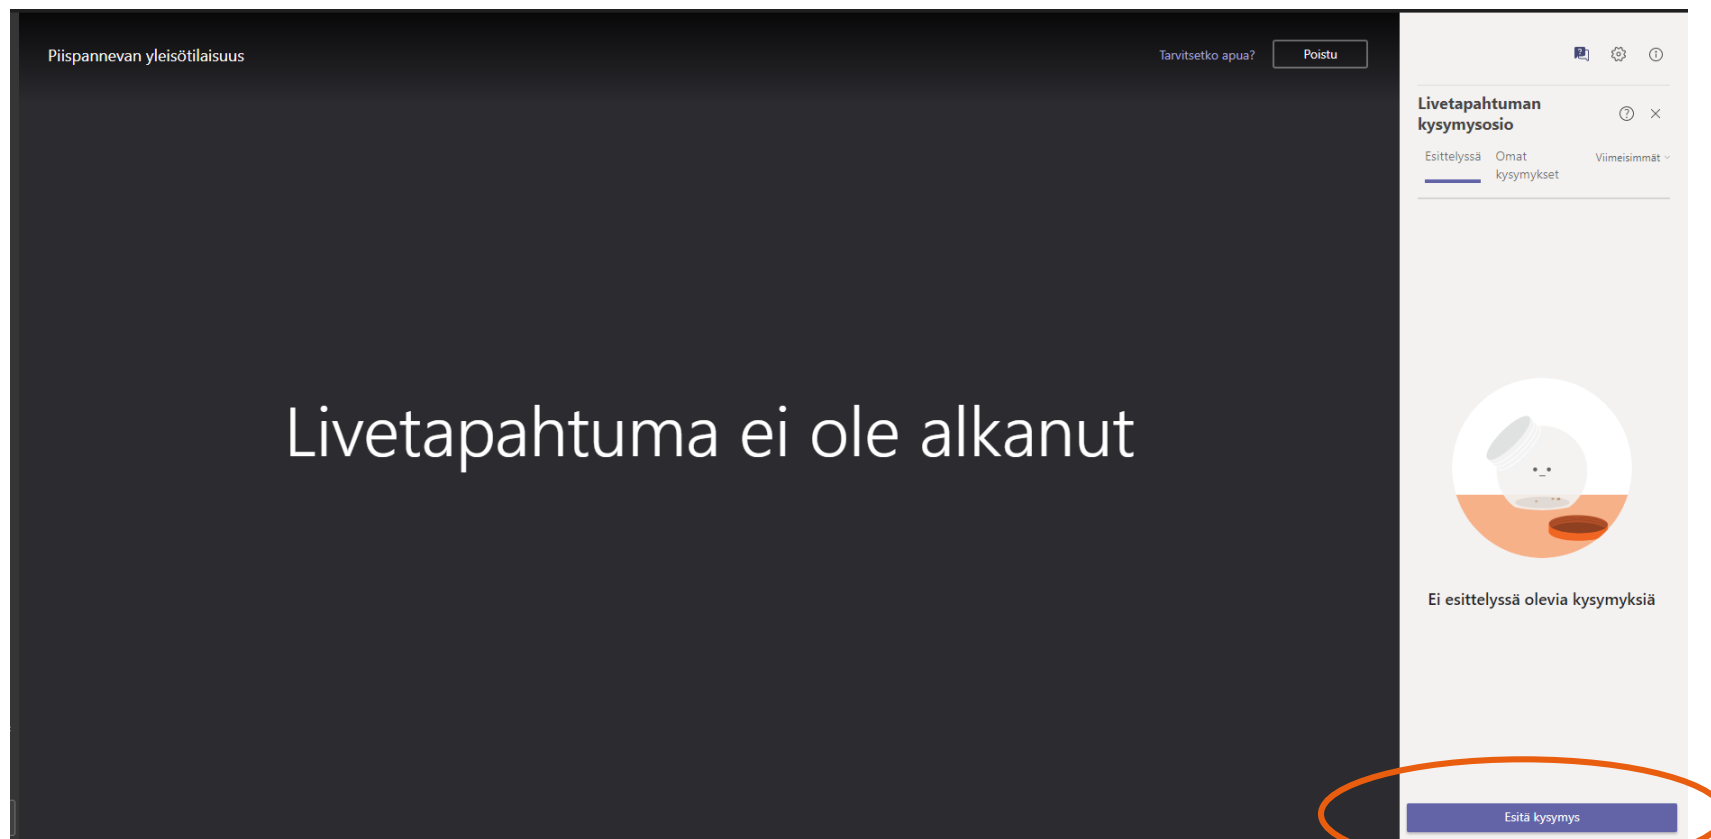 Piispannevan yleisötilaisuus
Tarvitsetko apua?
Poistu
Livetapahtuma ei ole alkanut
Livetapahtuman
kysymysosio
Esittelyssä
Omat
kysymykset
Viimeisimmät
Ei esittelyssä olevia kysymyksiä
Esitä kysymys